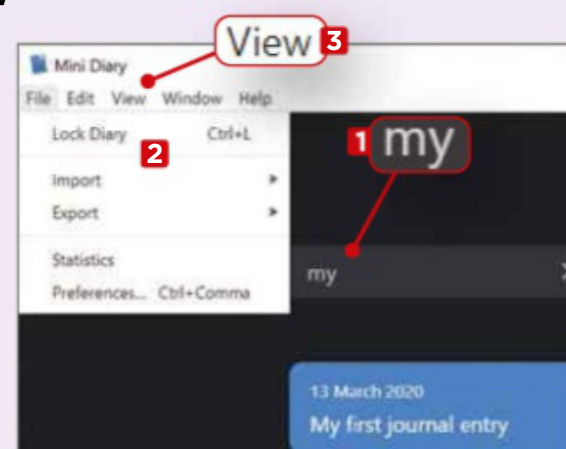 View 3
Mini Diary
File Edit View Window Help
Lock Diary Ctrl+L
2
1 my
Import
Export
Statistics
my
Preferences... Ctrl+Comma
13 March 2020
My first journal entry